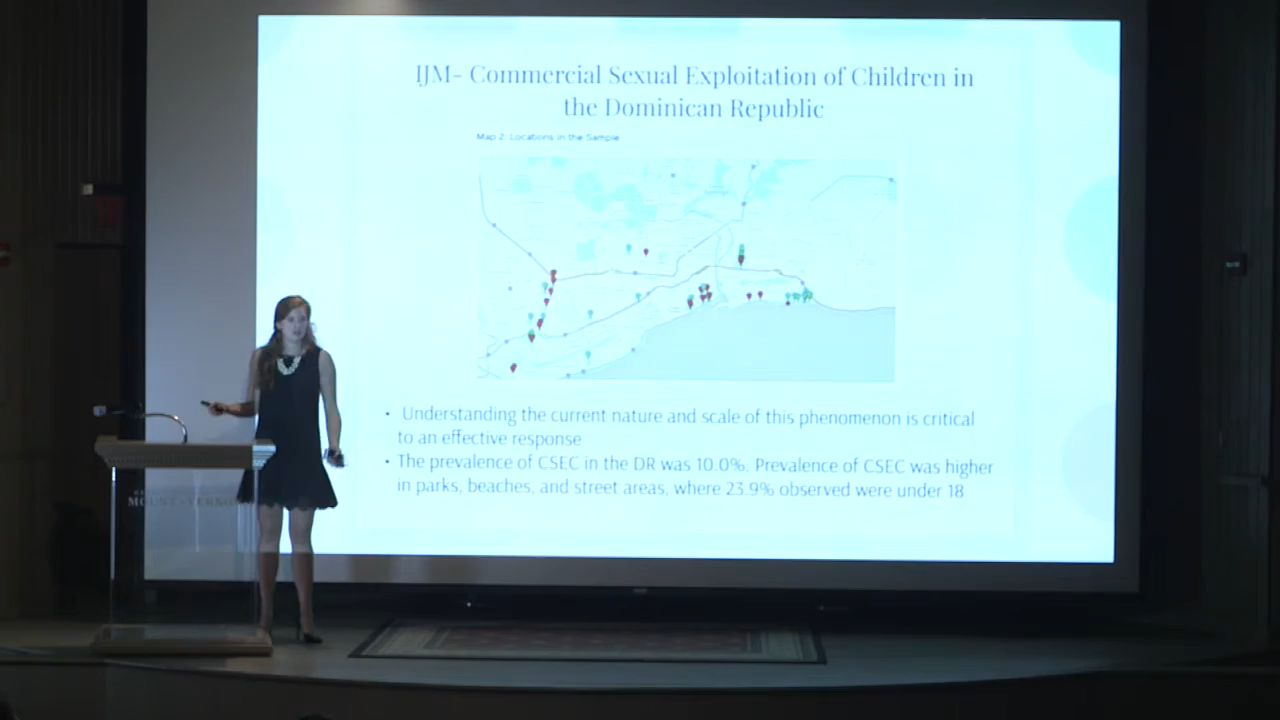 IJM- Commercial Sexual Exploitation of Children in
the Dominican Republic
Map 2: Locations in the Sample
• Understanding the current nature and scale of this phenomenon is critical
to an effective response
• The prevalence of CSEC in the DR was 10.0%. Prevalence of CSEC was higher
in parks, beaches, and street areas, where 23.9% observed were under 18
MOUNT VERNON